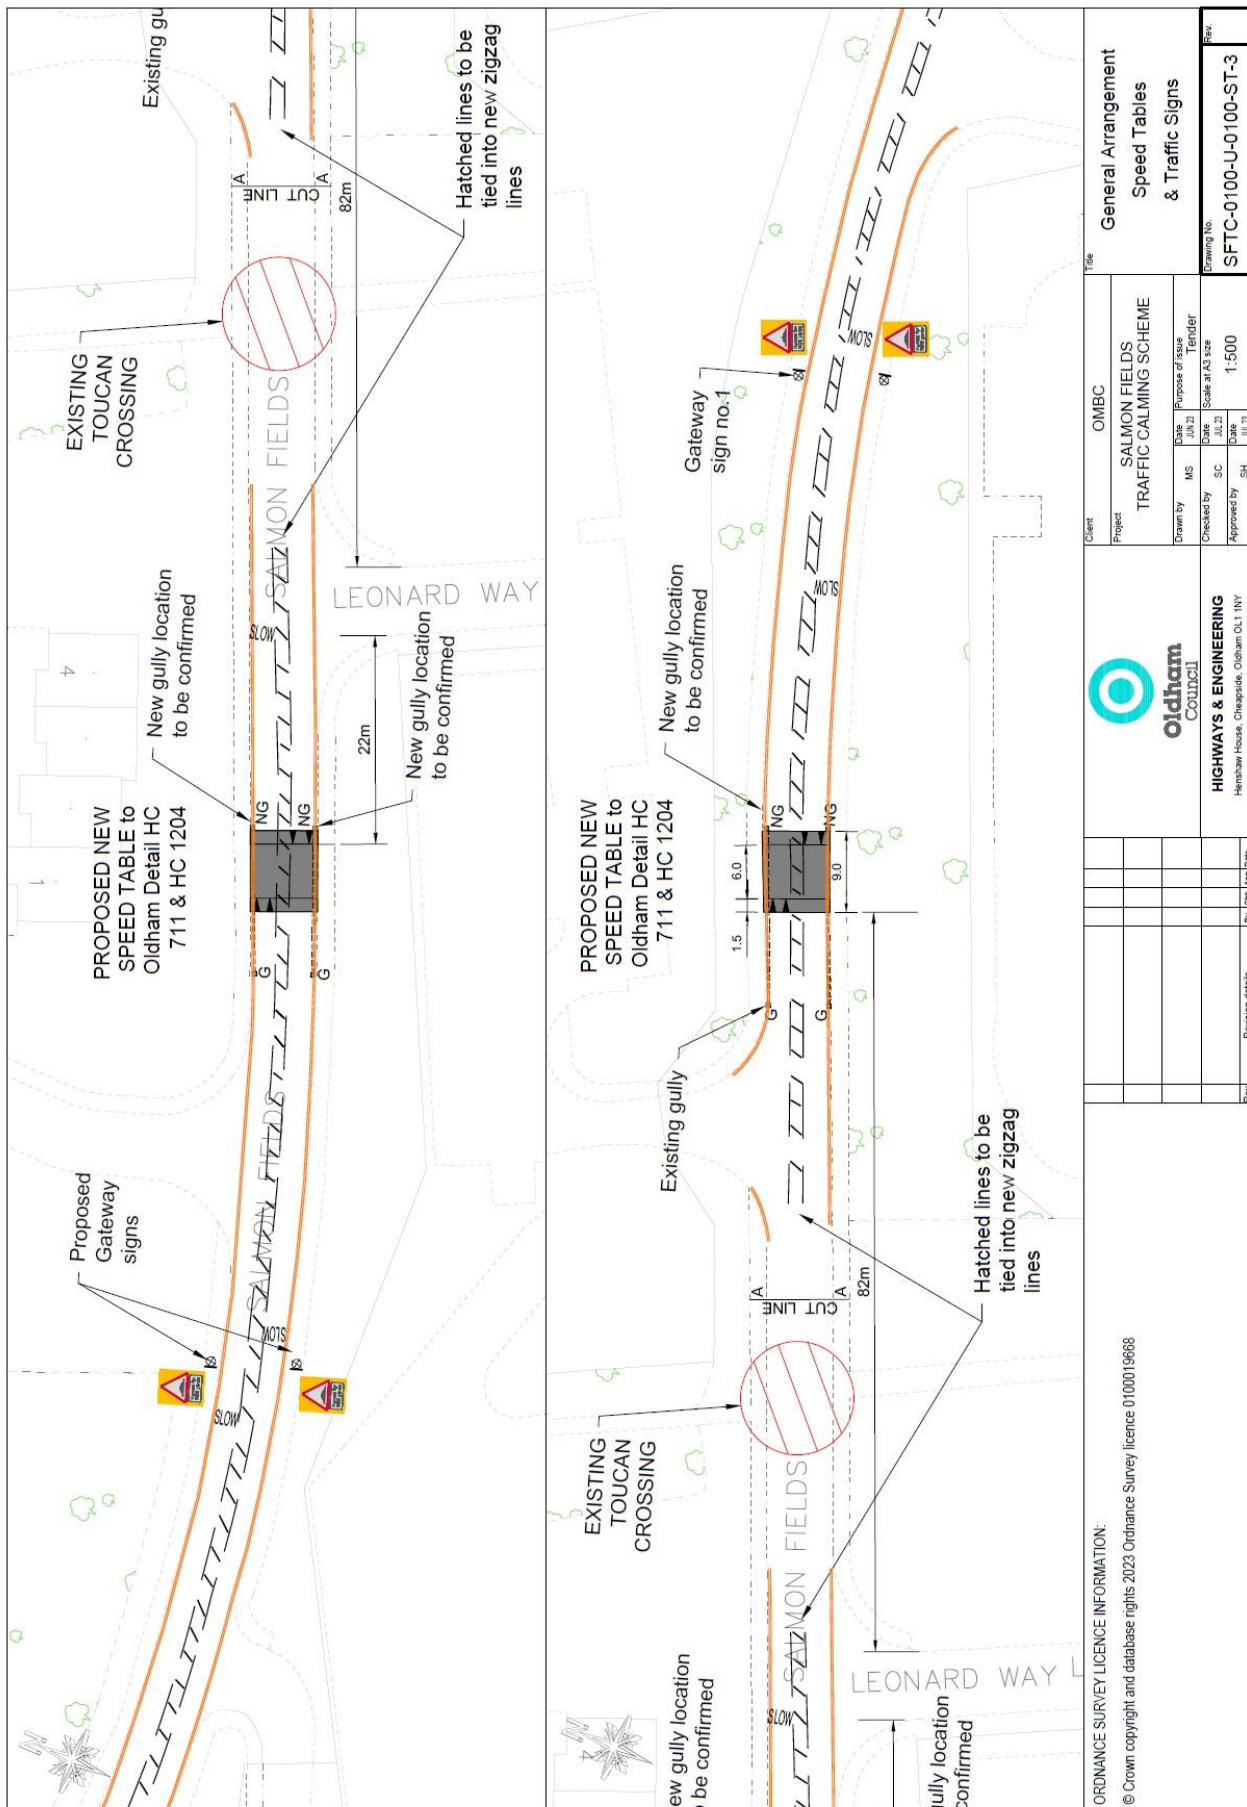 Existing gu
Hatched lines to be
tied into new zigzag
lines
A
CUT LINE
A
82m
EXISTING
TOUCAN
CROSSING
SALMON FIELDS
LEONARD WAY
SLOW
New gully location
to be confirmed
New gully location
to be confirmed
22m
4
1
PROPOSED NEW
SPEED TABLE to
Oldham Detail HC
711 & HC 1204
NG
NG
G
G
SALMON FIELDS
Proposed
Gateway
signs
SLOW
SLOW
N
Gateway
sign no.1
SLOW
SLOW
New gully location
to be confirmed
PROPOSED NEW
SPEED TABLE to
Oldham Detail HC
711 & HC 1204
NG
NG
6.0
1.5
9.0
G
G
Existing gully
Hatched lines to be
tied into new zigzag
lines
A
CUT LINE
A
82m
EXISTING
TOUCAN
CROSSING
SALMON FIELDS
LEONARD WAY L
SLOW
4
N
ew gully location
be confirmed
gully location
confirmed
ORDNANCE SURVEY LICENCE INFORMATION:
© Crown copyright and database rights 2023 Ordnance Survey licence 0100019668
Oldham
Council
HIGHWAYS & ENGINEERING
Henshaw House, Cheapside, Oldham OL1 1NY
Client
OMBC
Project
SALMON FIELDS
TRAFFIC CALMING SCHEME
Drawn by
MS
Date
JUN 23
Purpose of issue
Tender
Checked by
SC
Date
JUL 23
Scale at A3 size
1:500
Approved by
SH
Date
Title
General Arrangement
Speed Tables
& Traffic Signs
Drawing No.
SFTC-0100-U-0100-ST-3
Rev.